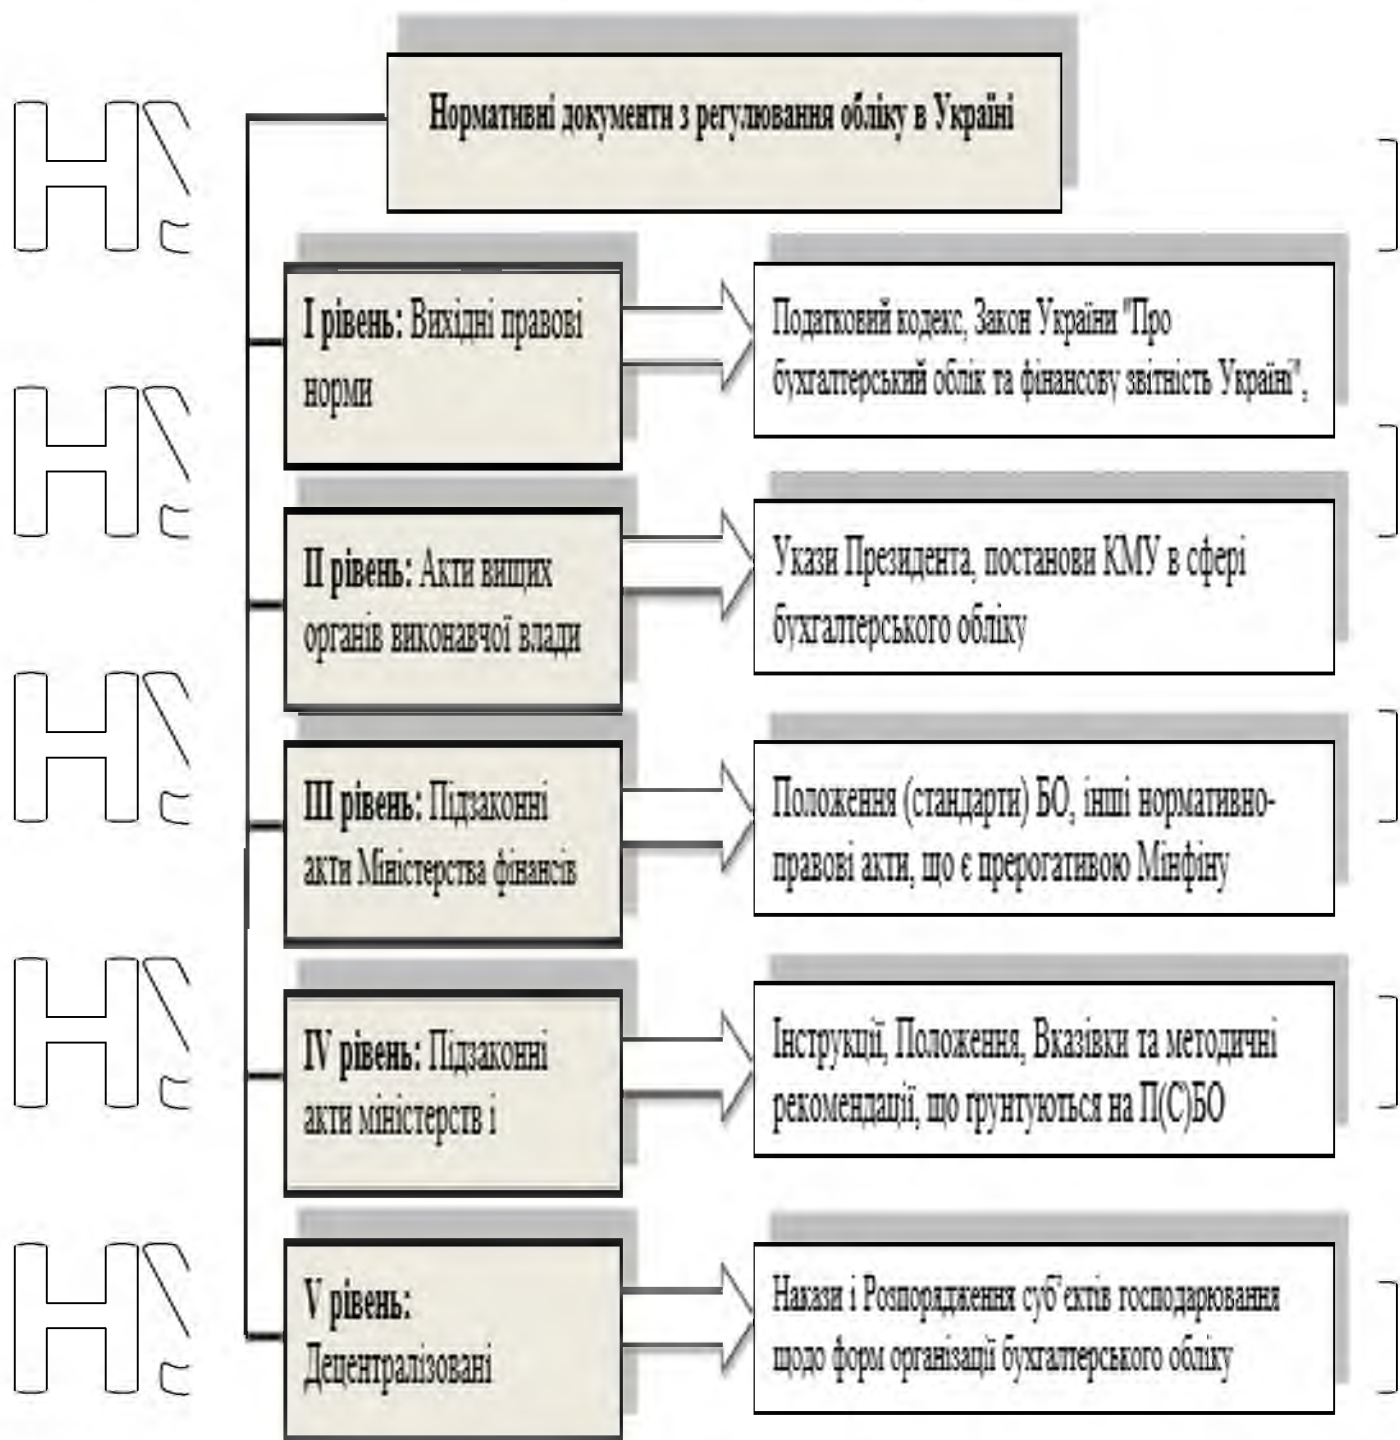 Нормативні документи з регулювання обліку в Україні
І рівень: Вихідні правові
норми
Податковий кодекс, Закон України "Про
бухгалтерський облік та фінансову звітність Україні",
ІІ рівень: Акти вищих
органів виконавчої влади
Укази Президента, постанови КМУ в сфері
бухгалтерського обліку
ІІІ рівень: Підзаконні
акти Міністерства фінансів
Положення (стандарти) БО, інші нормативно-
правові акти, що є прерогативою Мінфіну
IV рівень: Підзаконні
акти міністерств і
Інструкції, Положення, Вказівки та методичні
рекомендації, що ґрунтуються на П(С)БО
V рівень:
Децентралізовані
Накази і Розпорядження суб'єктів господарювання
щодо форм організації бухгалтерського обліку